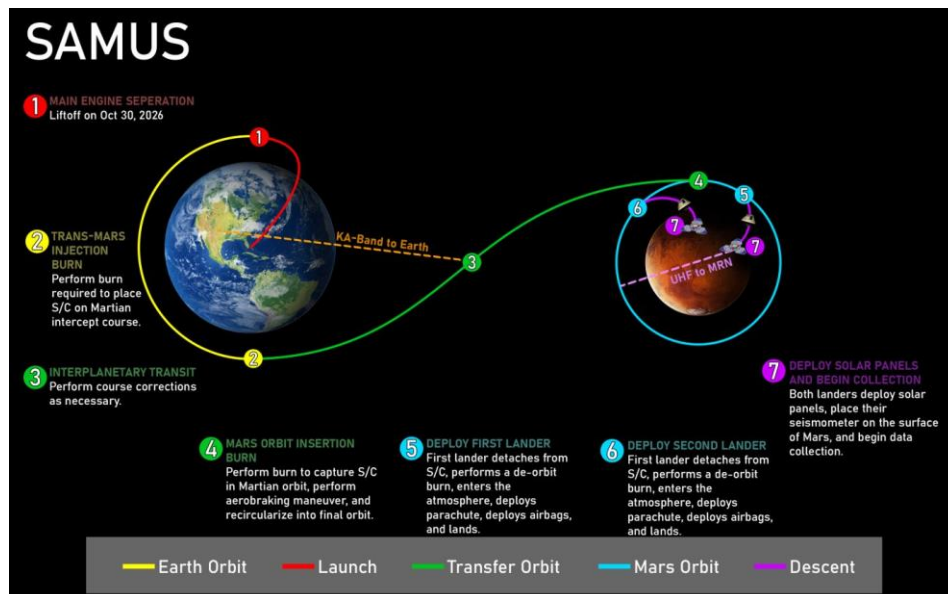 SAMUS
1 MAIN ENGINE SEPERATION
Liftoff on Oct 30, 2026
1
2 TRANS-MARS
INJECTION
BURN
Perform burn
required to place
S/C on Martian
intercept course.
KA-Band to Earth
3
2
4
5
6
7
7
UHF to MRN
3 INTERPLANETARY TRANSIT
Perform course corrections
as necessary.
4 MARS ORBIT INSERTION
BURN
Perform burn to capture S/C
in Martian orbit, perform
aerobraking maneuver, and
recircularize into final orbit.
5 DEPLOY FIRST LANDER
First lander detaches from
S/C, performs a de-orbit
burn, enters the
atmosphere, deploys
parachute, deploys airbags,
and lands.
6 DEPLOY SECOND LANDER
First lander detaches from
S/C, performs a de-orbit
burn, enters the
atmosphere, deploys
parachute, deploys airbags,
and lands.
7 DEPLOY SOLAR PANELS
AND BEGIN COLLECTION
Both landers deploy solar
panels, place their
seismometer on the surface
of Mars, and begin data
collection.
Earth Orbit
Launch
Transfer Orbit
Mars Orbit
Descent